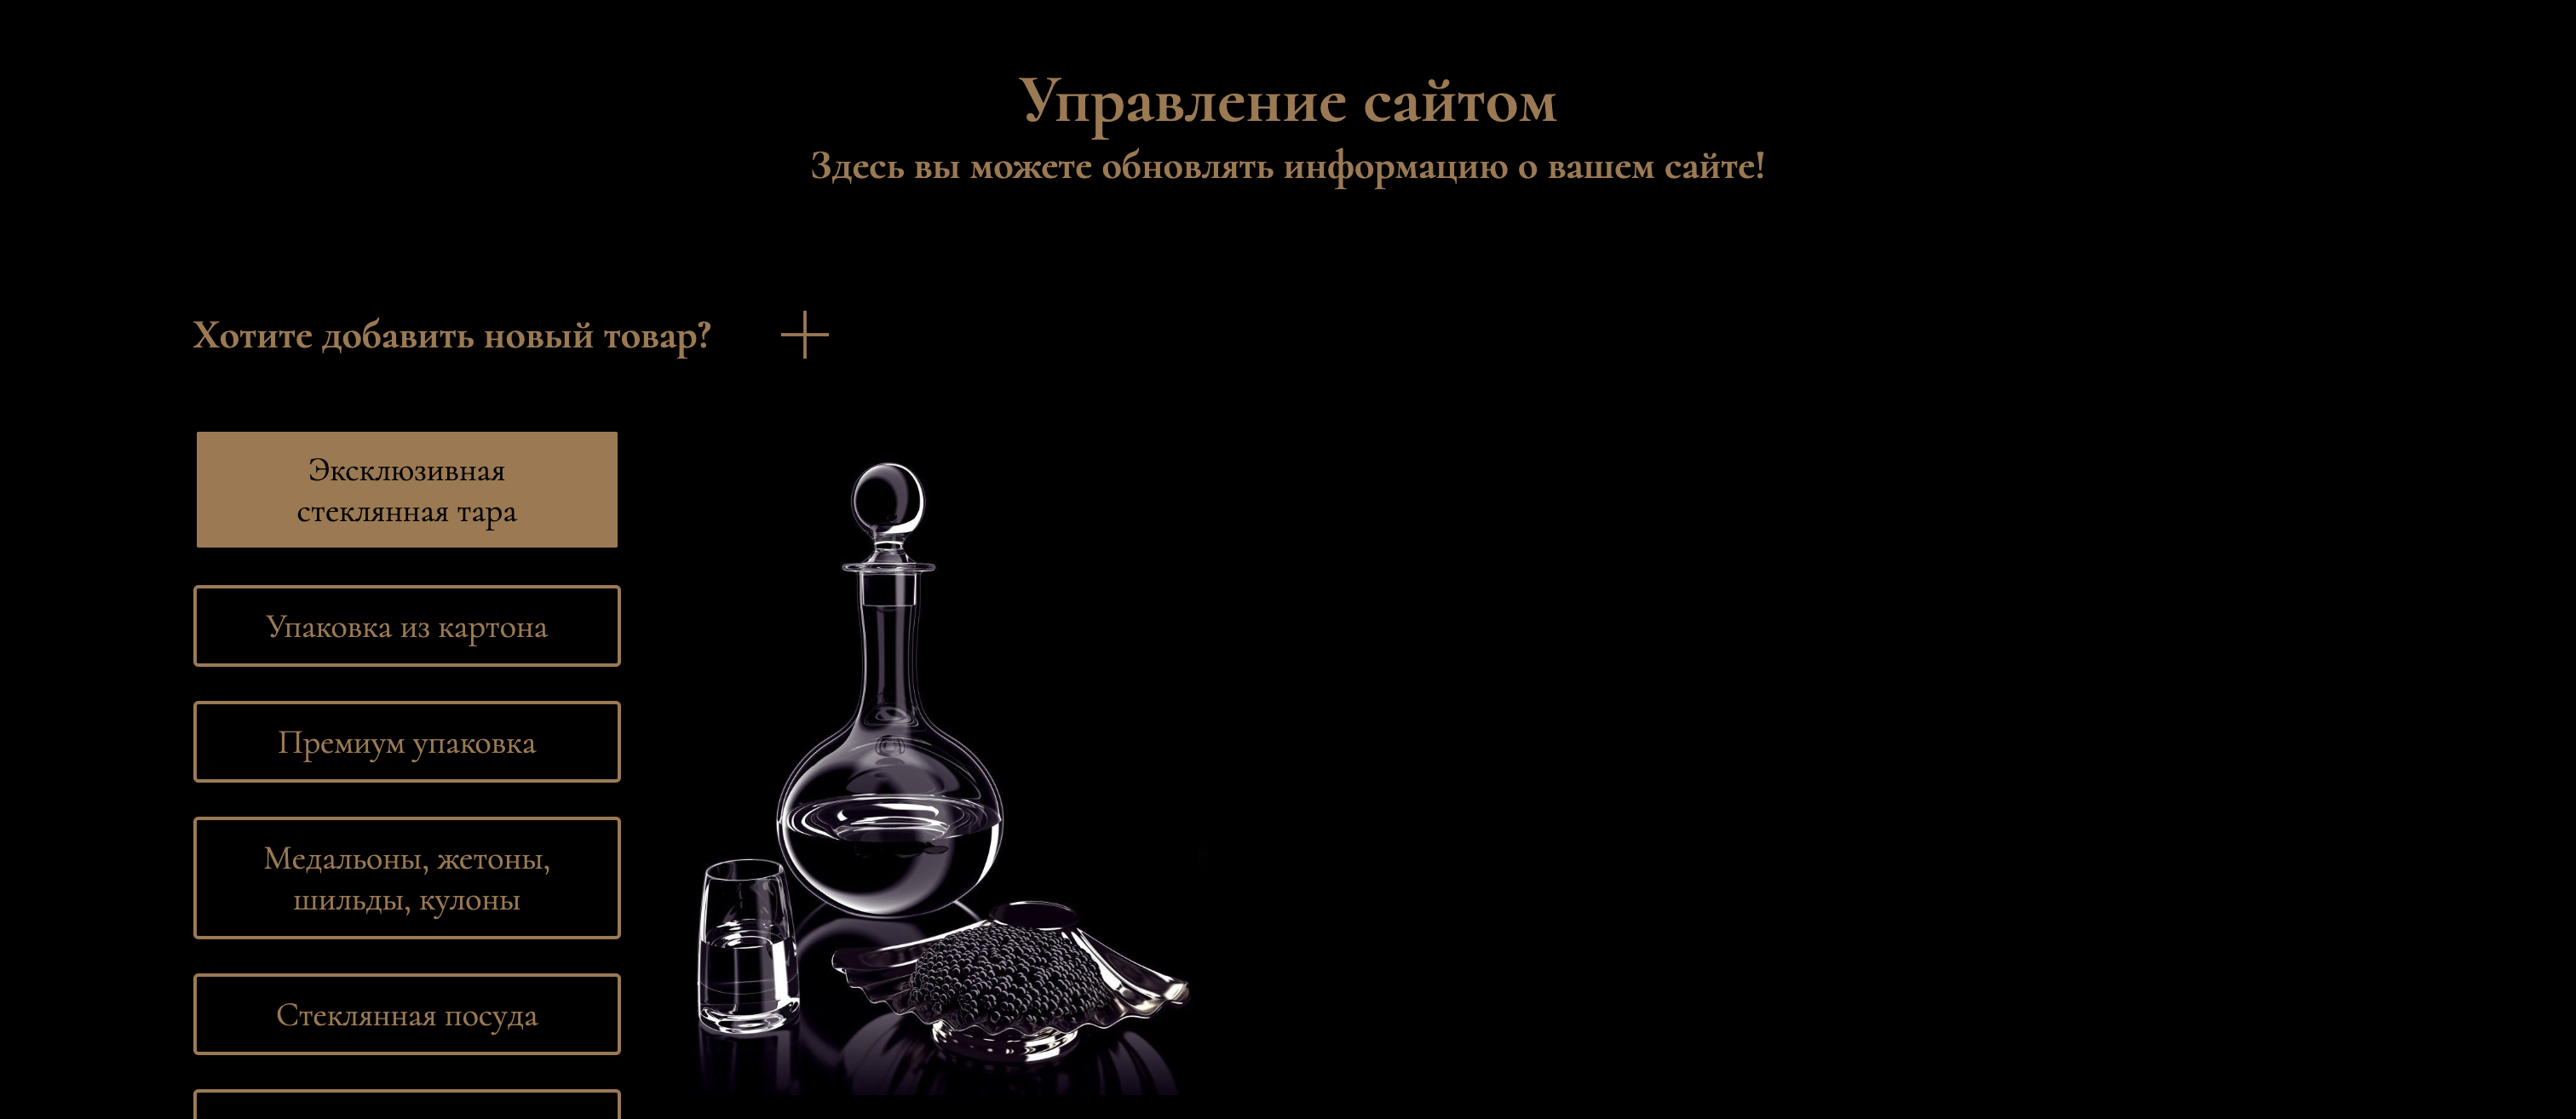 Управление сайтом
Здесь вы можете обновлять информацию о вашем сайте!
Хотите добавить новый товар?
Эксклюзивная
стеклянная тара
Упаковка из картона
Премиум упаковка
Медальоны, жетоны,
шильды, кулоны
Стеклянная посуда